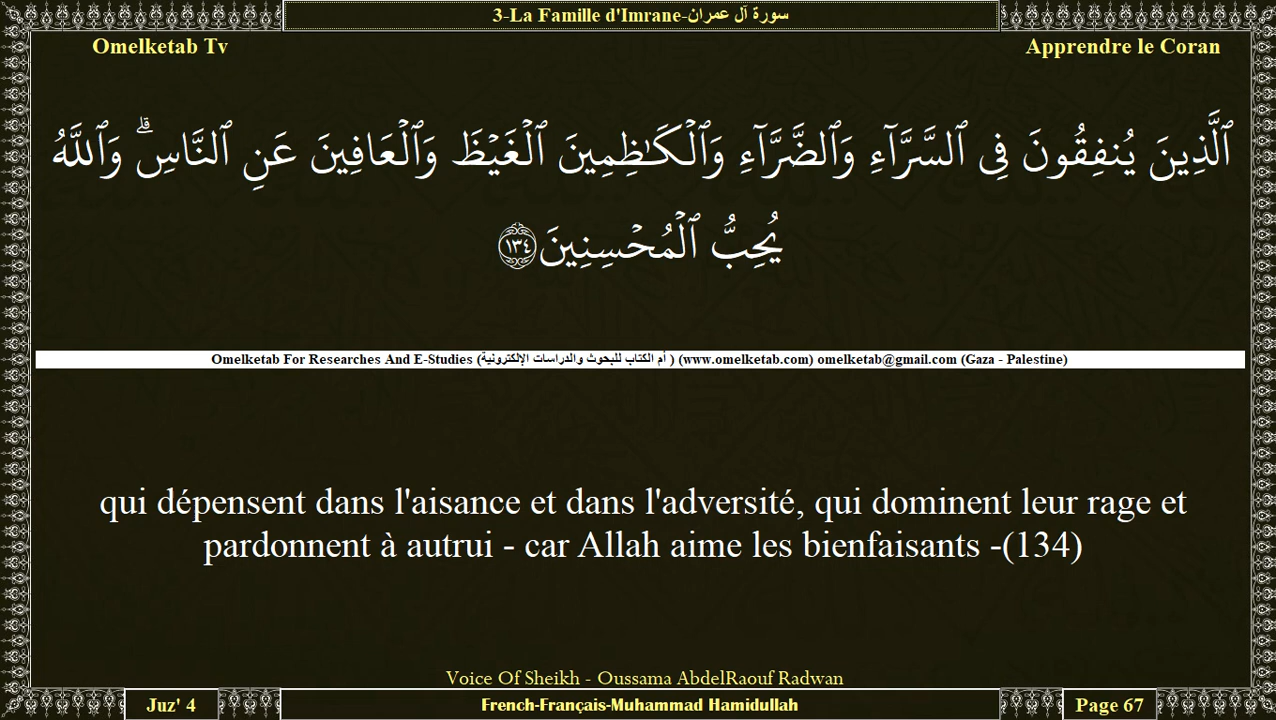 3-La Famille d'Imrane-سورة آل عمران
Omelketab Tv
Apprendre le Coran
ٱلَّذِينَ يُنفِقُونَ فِى ٱلسَّرَّآءِ وَٱلضَّرَّآءِ وَٱلْكَـٰظِمِينَ ٱلْغَيْظَ وَٱلْعَافِينَ عَنِ ٱلنَّاسِ ۗ وَٱللَّهُ
يُحِبُّ ٱلْمُحْسِنِينَ ١٣٤
Omelketab For Researches And E-Studies (أم الكتاب للبحوث والدراسات الإلكترونية ) (www.omelketab.com) omelketab@gmail.com (Gaza - Palestine)
qui dépensent dans l'aisance et dans l'adversité, qui dominent leur rage et
pardonnent à autrui - car Allah aime les bienfaisants -(134)
Voice Of Sheikh - Oussama AbdelRaouf Radwan
Juz' 4
French-Français-Muhammad Hamidullah
Page 67